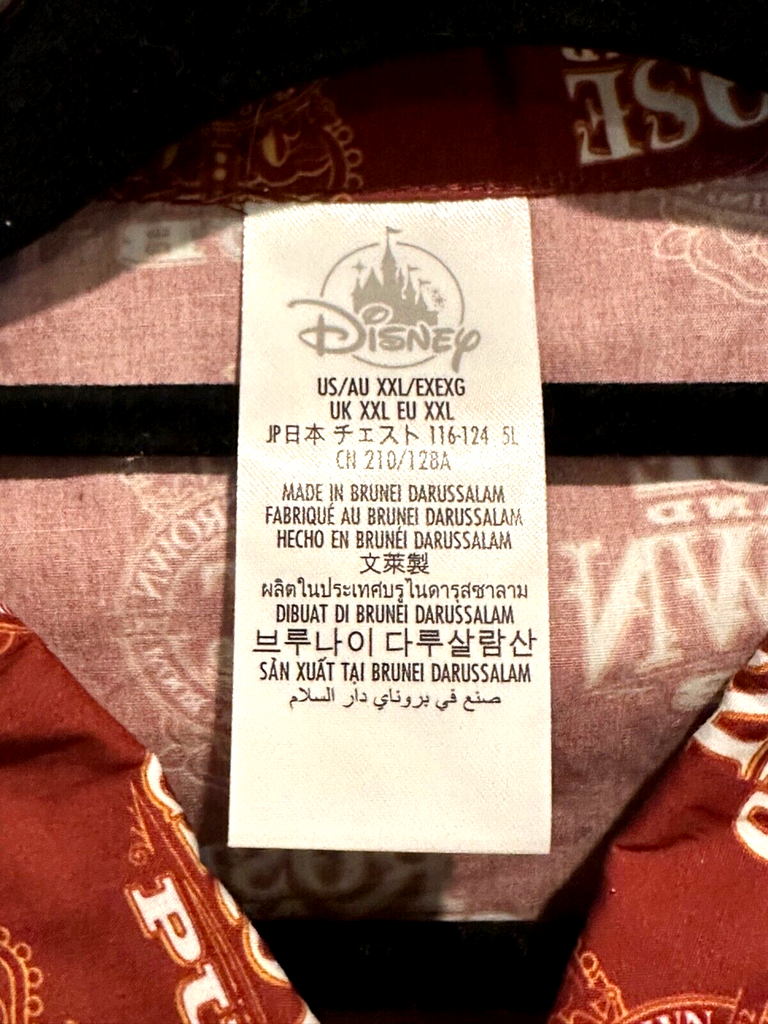 OSE
Disney
US/AU XXL/EXEXG
UK XXL EU XXL
JP日本 チェスト 116-124 5L
CN 210/128A
MADE IN BRUNEI DARUSSALAM
FABRIQUÉ AU BRUNEI DARUSSALAM
HECHO EN BRUNÉI DARUSSALAM
文萊製
ผลิตในประเทศบรูไนดารุสซาลาม
DIBUAT DI BRUNEI DARUSSALAM
브루나이 다루살람산
SẢN XUẤT TẠI BRUNEI DARUSSALAM
صنع في بروناي دار السلام
PU